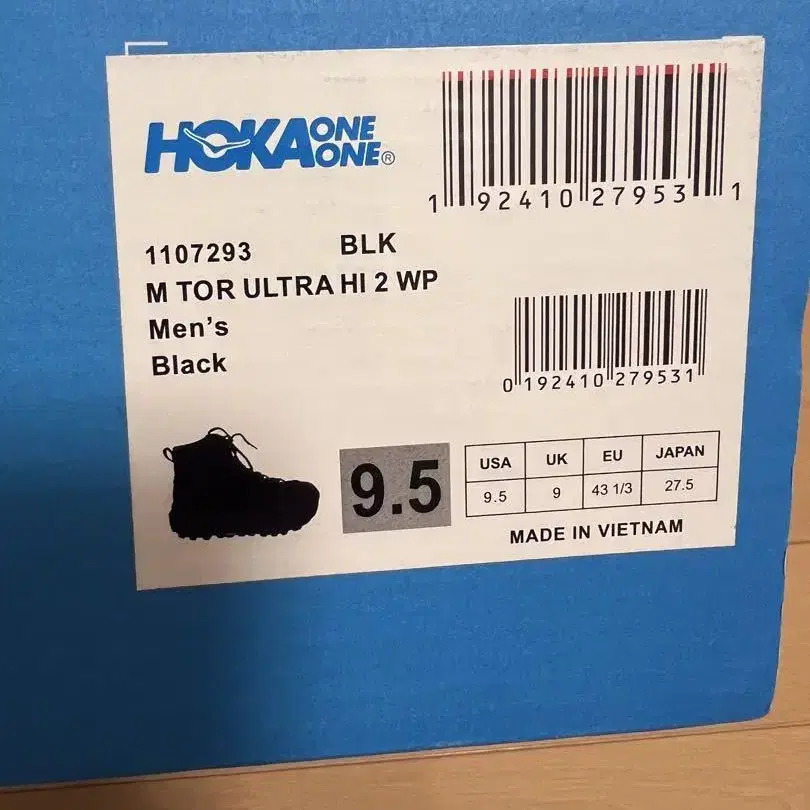 HOKA ONE ONE®
1 92410 27953 1
1107293 BLK
M TOR ULTRA HI 2 WP
Men's
Black
0 192410 279531
9.5
USA UK EU JAPAN
9.5 9 43 1/3 27.5
MADE IN VIETNAM